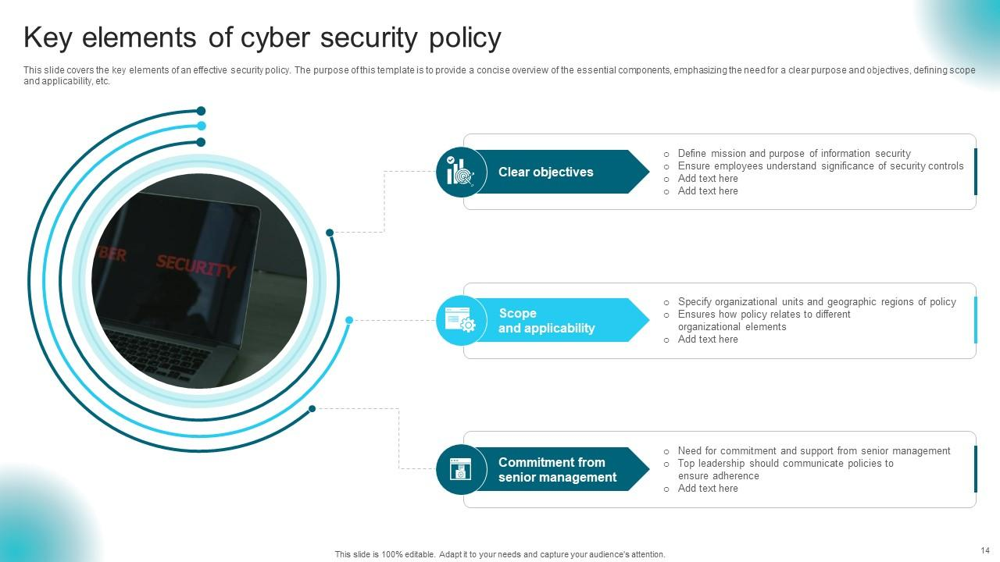 Key elements of cyber security policy
This slide covers the key elements of an effective security policy. The purpose of this template is to provide a concise overview of the essential components, emphasizing the need for a clear purpose and objectives, defining scope
and applicability, etc.
BER SECURITY
Clear objectives
o Define mission and purpose of information security
o Ensure employees understand significance of security controls
o Add text here
o Add text here
Scope
and applicability
o Specify organizational units and geographic regions of policy
o Ensures how policy relates to different
organizational elements
o Add text here
Commitment from
senior management
o Need for commitment and support from senior management
o Top leadership should communicate policies to
ensure adherence
o Add text here
This slide is 100% editable. Adapt it to your needs and capture your audience's attention.
14